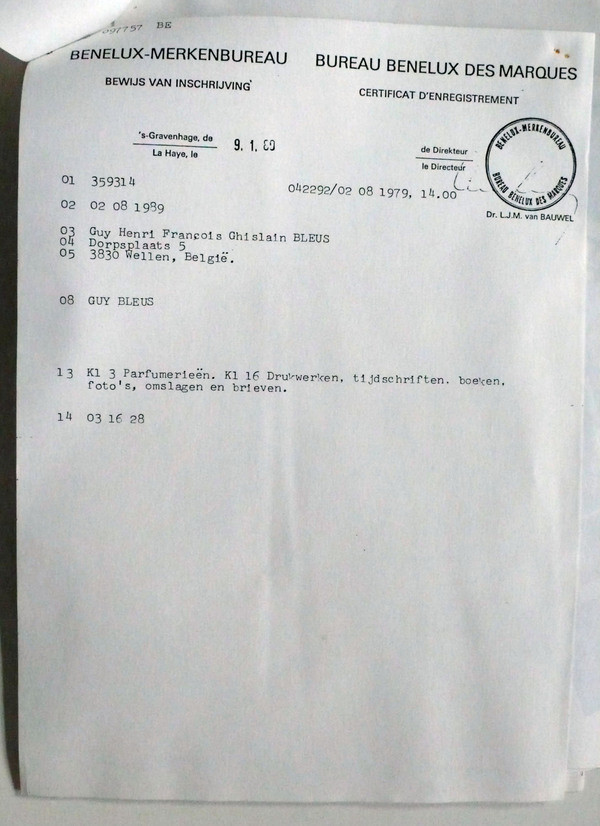 097757 BE
BENELUX-MERKENBUREAU
BUREAU BENELUX DES MARQUES
BEWIJS VAN INSCHRIJVING
CERTIFICAT D'ENREGISTREMENT
's-Gravenhage, de
La Haye, le
9. 1. 80
de Direkteur
le Directeur
BENELUX-MERKENBUREAU
BUREAU BENELUX DES MARQUES
Dr. L.J.M. van BAUWEL
01 359314
042292/02 08 1979, 14.00
02 02 08 1989
03 Guy Henri François Ghislain BLEUS
04 Dorpsplaats 5
05 3830 Wellen, België.
08 GUY BLEUS
13 Kl 3 Parfumerieën. Kl 16 Drukwerken, tijdschriften. boeken,
foto's, omslagen en brieven.
14 03 16 28